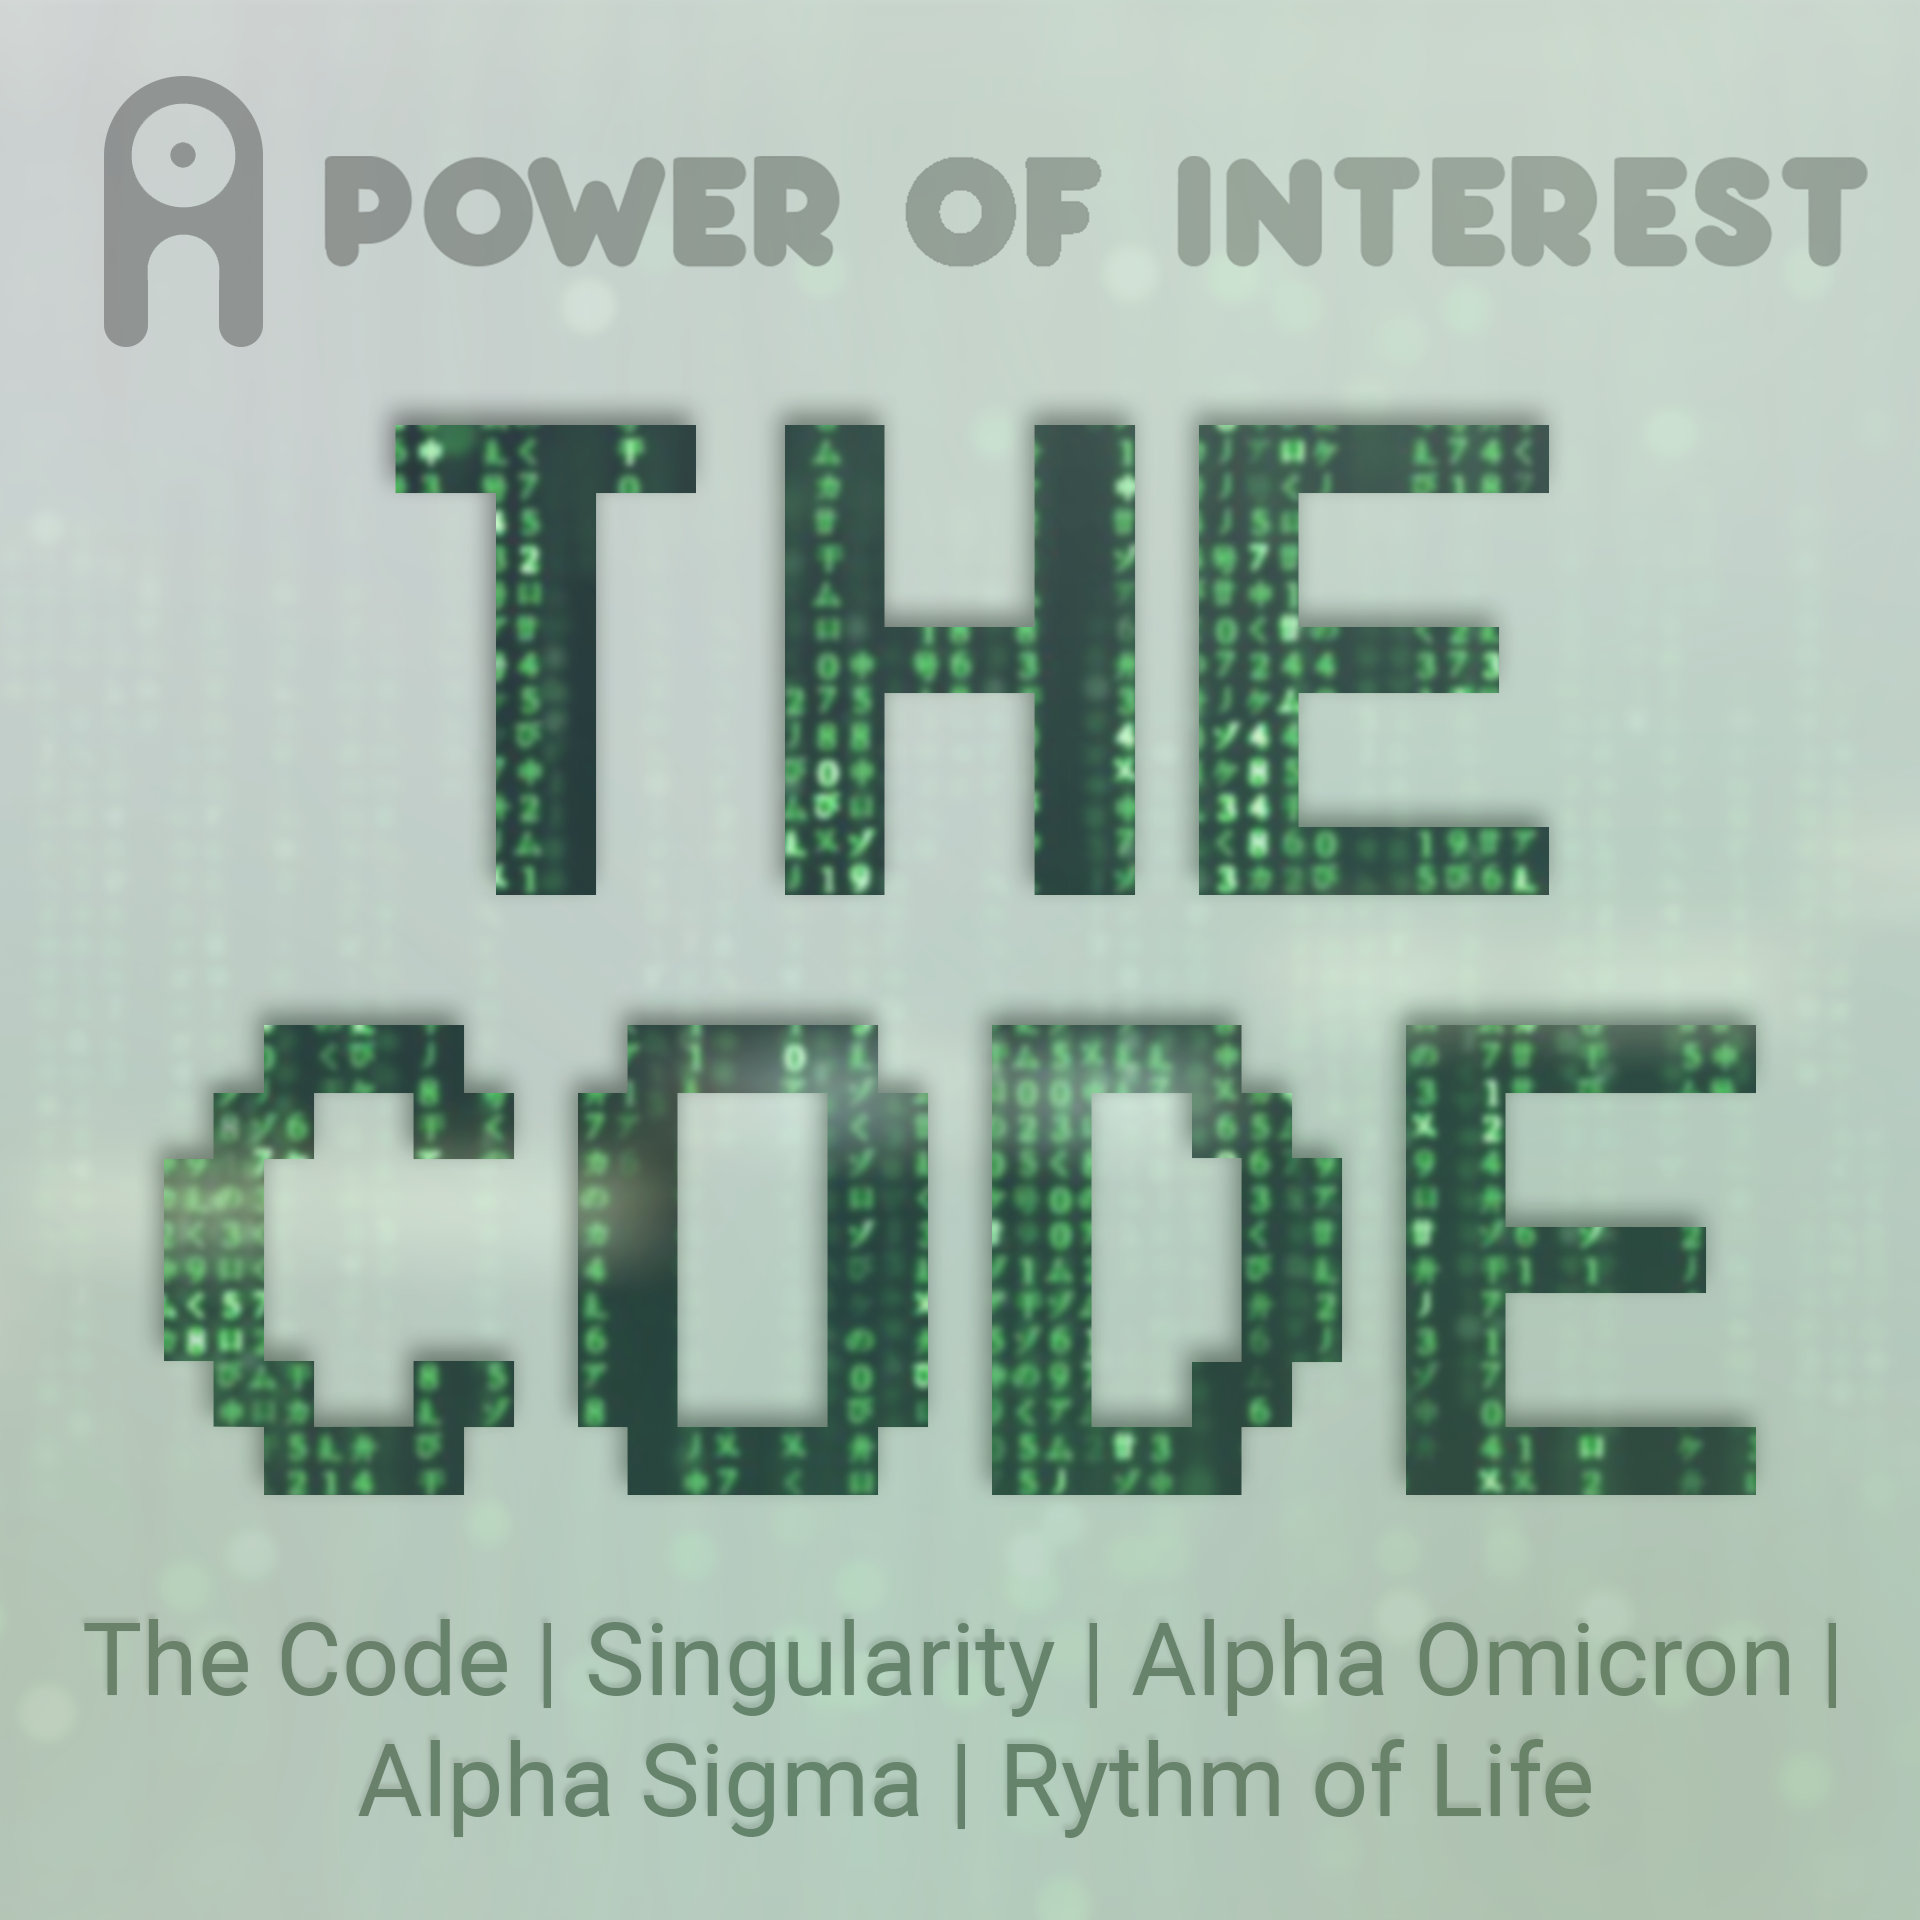 POWER OF INTEREST
THE
CODE
The Code | Singularity | Alpha Omicron |
Alpha Sigma | Rythm of Life